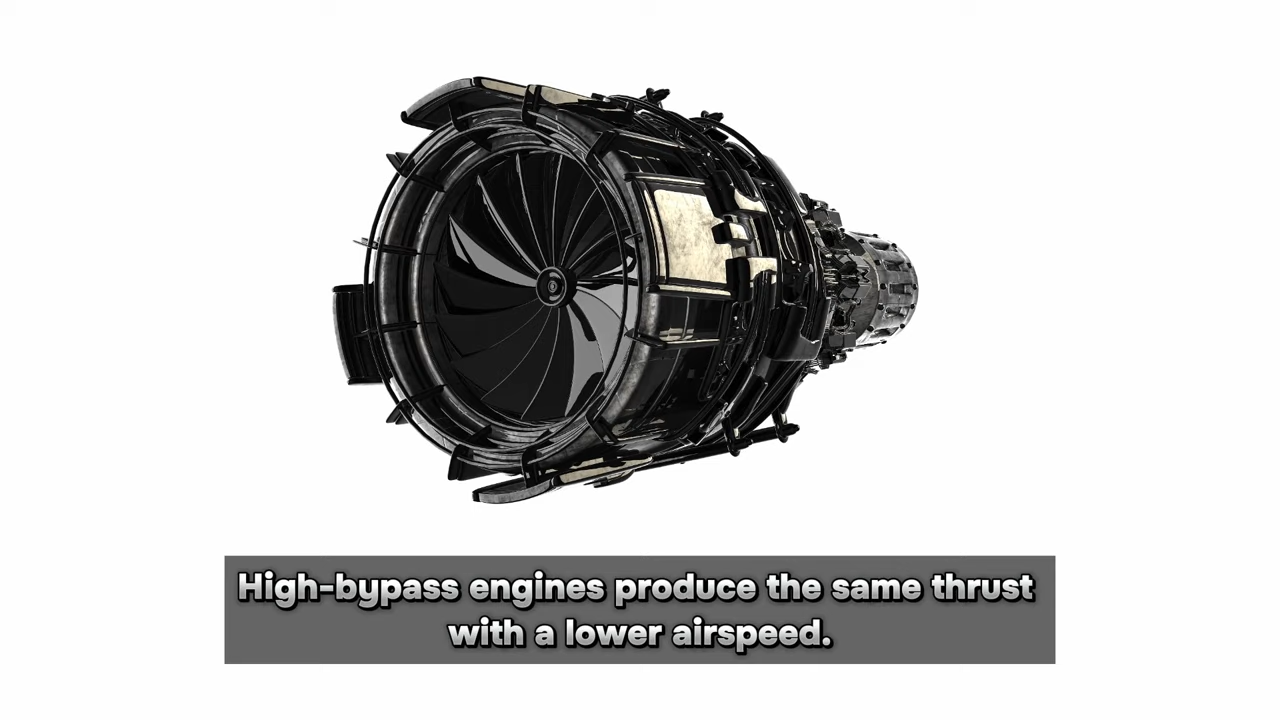 High-bypass engines produce the same thrust
with a lower airspeed.